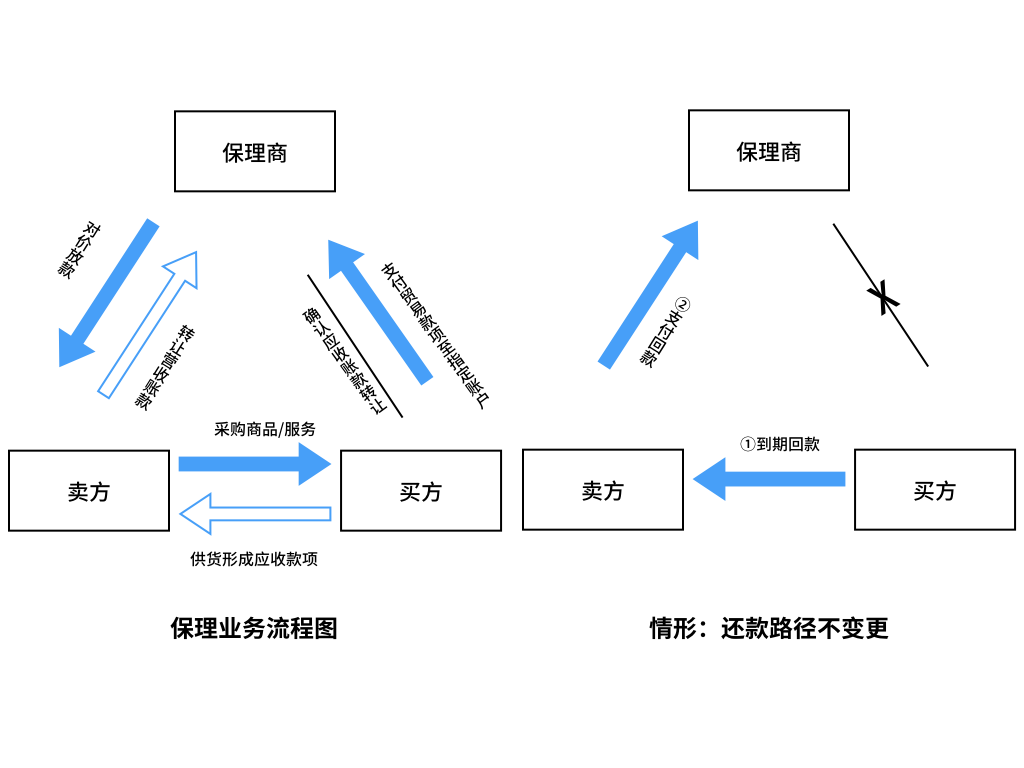 保理商
对价放款
转让营收账款
确认应收账款转让
支付贸易款项至指定账户
采购商品/服务
卖方
买方
供货形成应收款项
保理业务流程图
保理商
②支付回款
X
①到期回款
卖方
买方
情形：还款路径不变更